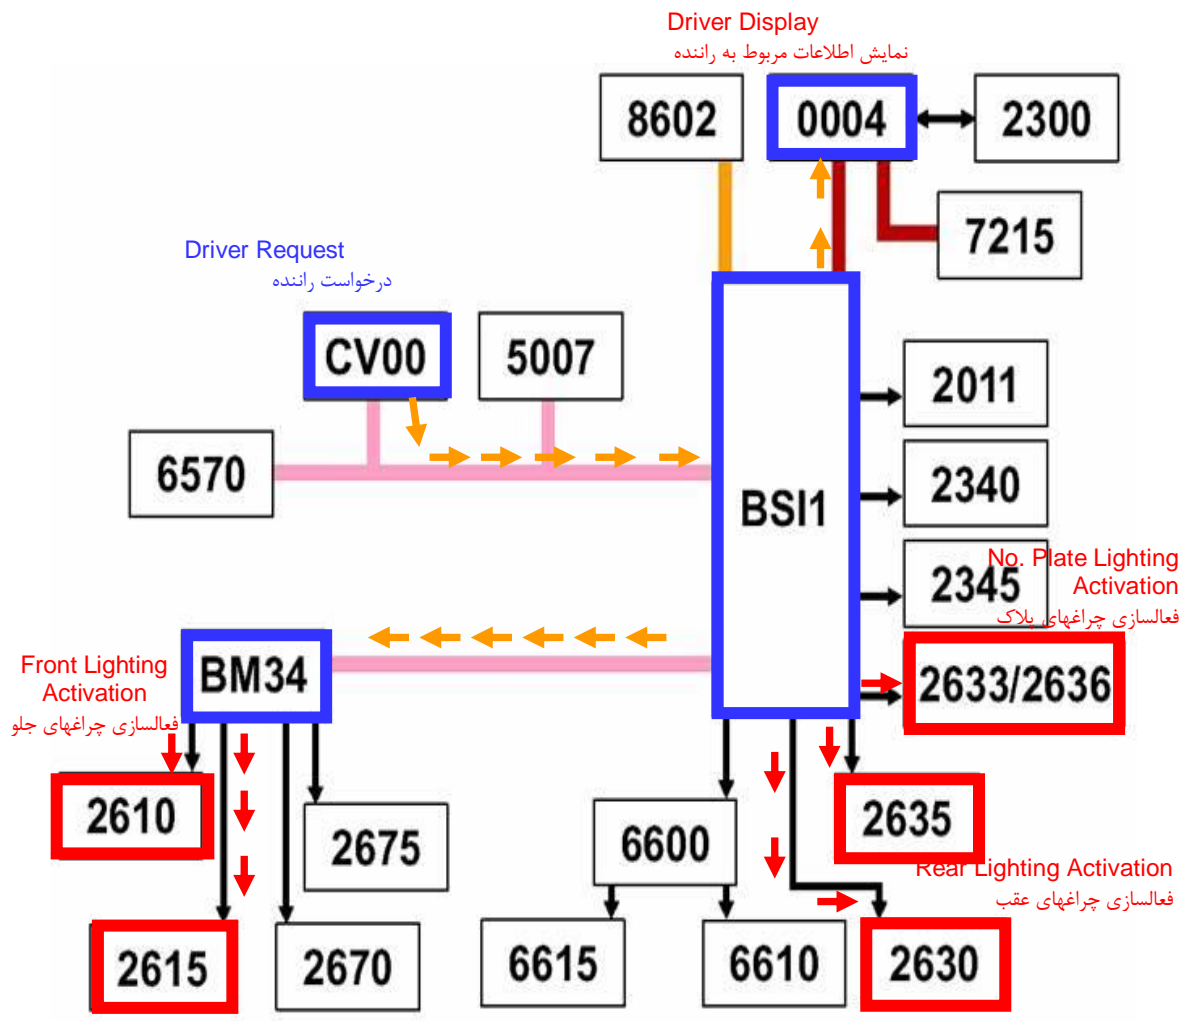 Driver Display
نمایش اطلاعات مربوط به راننده
8602
0004
2300
7215
Driver Request
درخواست راننده
CV00
5007
6570
BSI1
2011
2340
2345
No. Plate Lighting
Activation
فعالسازی چراغهای پلاک
2633/2636
Front Lighting
Activation
فعالسازی چراغهای جلو
BM34
2610
2675
2615
2670
6600
6615
6610
2635
Rear Lighting Activation
فعالسازی چراغهای عقب
2630